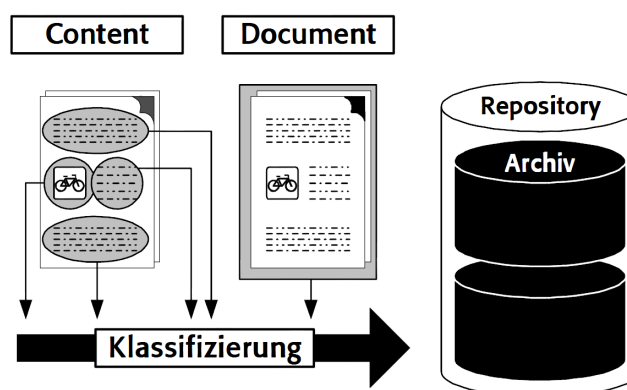 Content
Document
Repository
Archiv
Klassifizierung